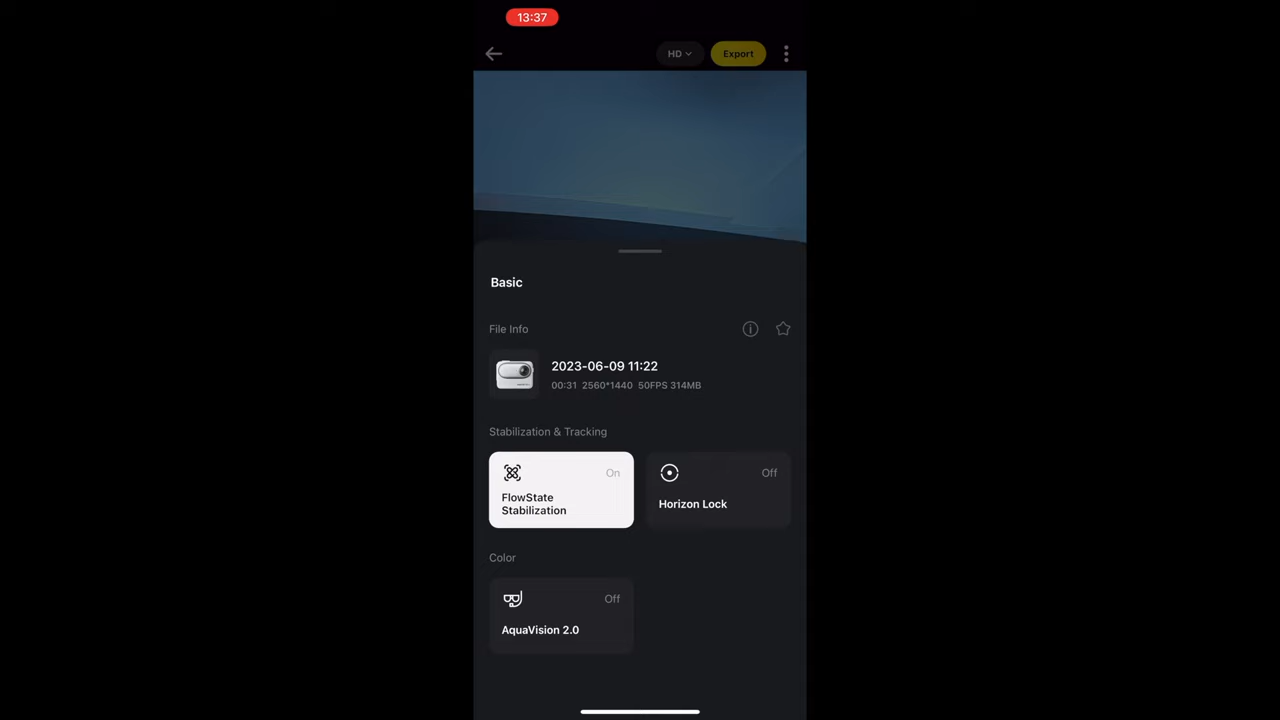 13:37
HD
Export
Basic
File Info
2023-06-09 11:22
00:31 2560*1440 50FPS 314MB
Stabilization & Tracking
On
FlowState
Stabilization
Off
Horizon Lock
Color
Off
AquaVision 2.0